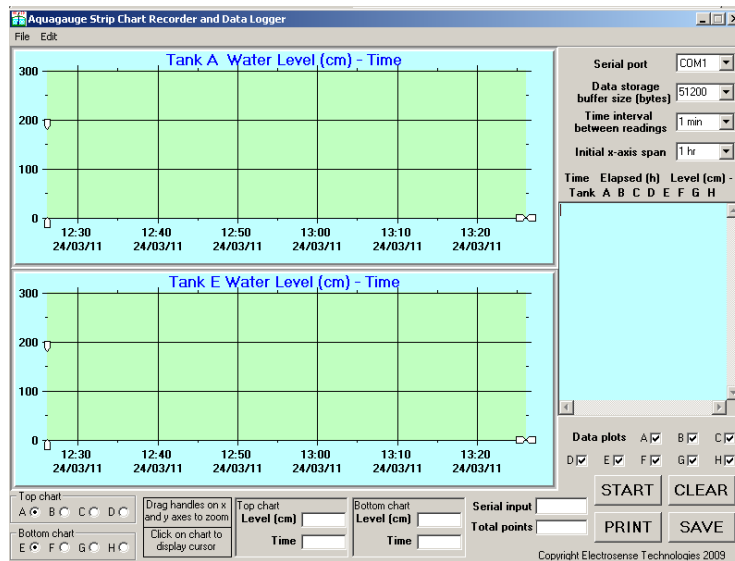 Aquagauge Strip Chart Recorder and Data Logger
File Edit
Tank A Water Level (cm) - Time
300
200
100
0
12:30 12:40 12:50 13:00 13:10 13:20
24/03/11 24/03/11 24/03/11 24/03/11 24/03/11 24/03/11
Tank E Water Level (cm) - Time
300
200
100
0
12:30 12:40 12:50 13:00 13:10 13:20
24/03/11 24/03/11 24/03/11 24/03/11 24/03/11 24/03/11
Serial port COM1
Data storage
buffer size (bytes) 51200
Time interval
between readings 1 min
Initial x-axis span 1 hr
Time Elapsed (h) Level (cm) -
Tank A B C D E F G H
Data plots A B C
D E F G H
START CLEAR
PRINT SAVE
Top chart
A B C D
Bottom chart
E F G H
Drag handles on x
and y axes to zoom
Click on chart to
display cursor
Top chart
Level (cm)
Time
Bottom chart
Level (cm)
Time
Serial input
Total points
Copyright Electrosense Technologies 2009